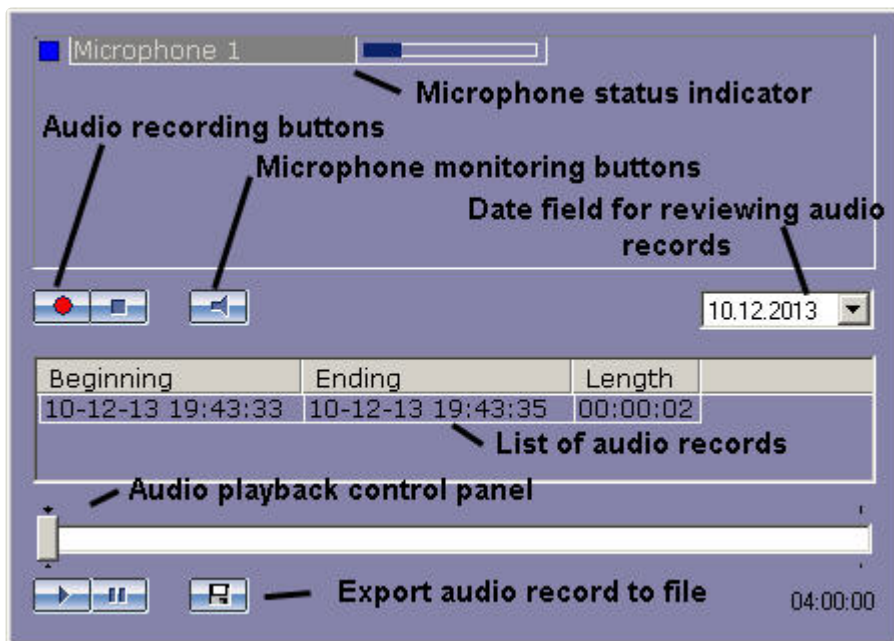 Microphone 1
Microphone status indicator
Audio recording buttons
Microphone monitoring buttons
Date field for reviewing audio
records
10.12.2013
Beginning Ending Length
10-12-13 19:43:33 10-12-13 19:43:35 00:00:02
List of audio records
Audio playback control panel
Export audio record to file
04:00:00